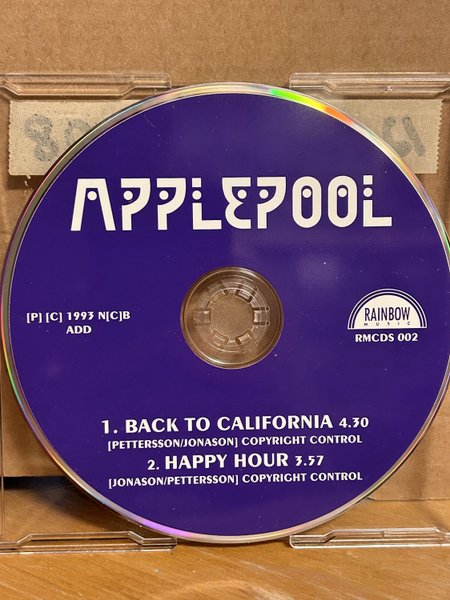 APPLEPOOL
[P] [C] 1993 N[C]B
ADD
RAINBOW
MUSIC
RMCDS 002
1. BACK TO CALIFORNIA 4.30
[PETTERSSON/JONASON] COPYRIGHT CONTROL
2. HAPPY HOUR 3.57
[JONASON/PETTERSSON] COPYRIGHT CONTROL